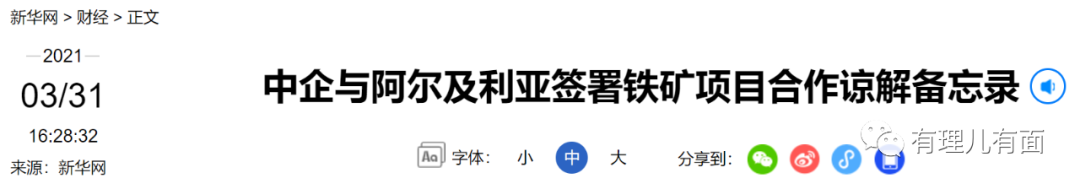 新华网 > 财经 > 正文
2021
03/31
16:28:32
来源：新华网
中企与阿尔及利亚签署铁矿项目合作谅解备忘录
Aa 字体： 小 中 大 分享到：
有理儿有面